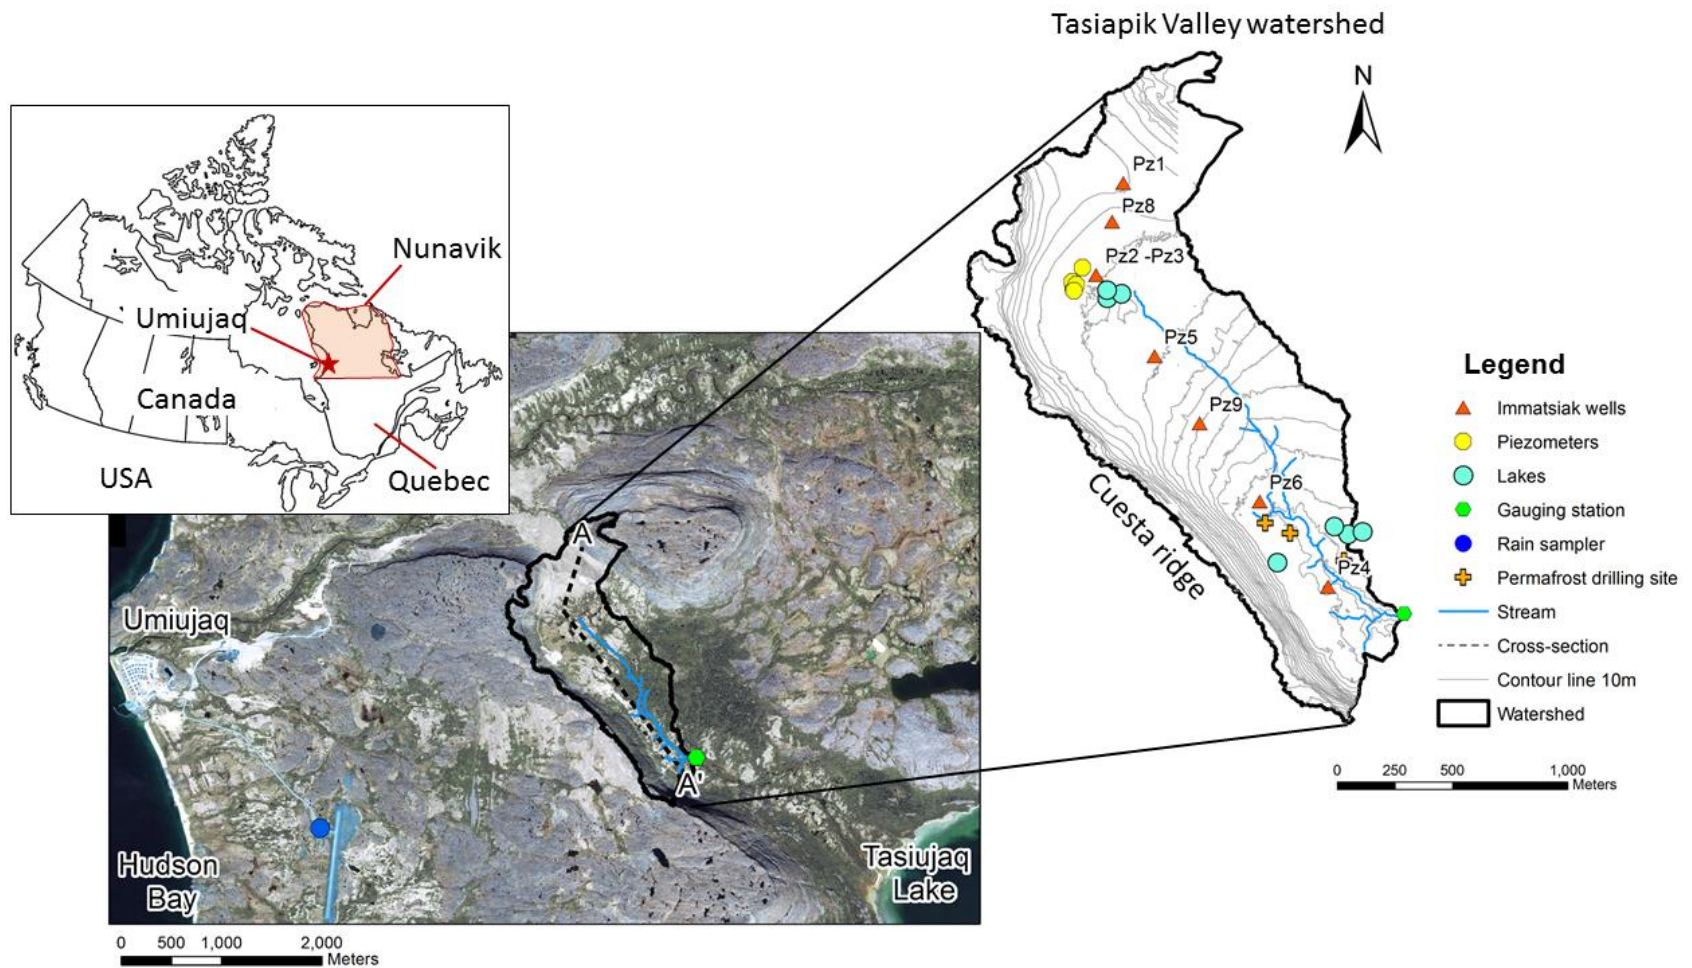 Tasiapik Valley watershed
N
Nunavik
Umiujaq
Canada
USA
Quebec
Pz1
Pz8
Pz2 -Pz3
Pz5
Pz9
Pz6
Pz4
Cuesta ridge
Legend
Immatsiak wells
Piezometers
Lakes
Gauging station
Rain sampler
Permafrost drilling site
Stream
Cross-section
Contour line 10m
Watershed
0 250 500 1,000
Meters
A
A'
Umiujaq
Hudson
Bay
Tasiujaq
Lake
0 500 1,000 2,000
Meters